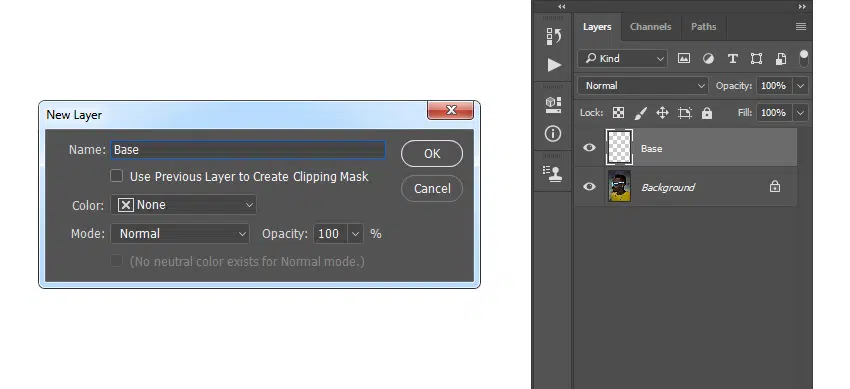 New Layer
Name: Base
OK
Use Previous Layer to Create Clipping Mask
Cancel
Color: None
Mode: Normal Opacity: 100 %
(No neutral color exists for Normal mode.)
Layers Channels Paths
Kind
Normal Opacity: 100%
Lock: Fill: 100%
Base
Background